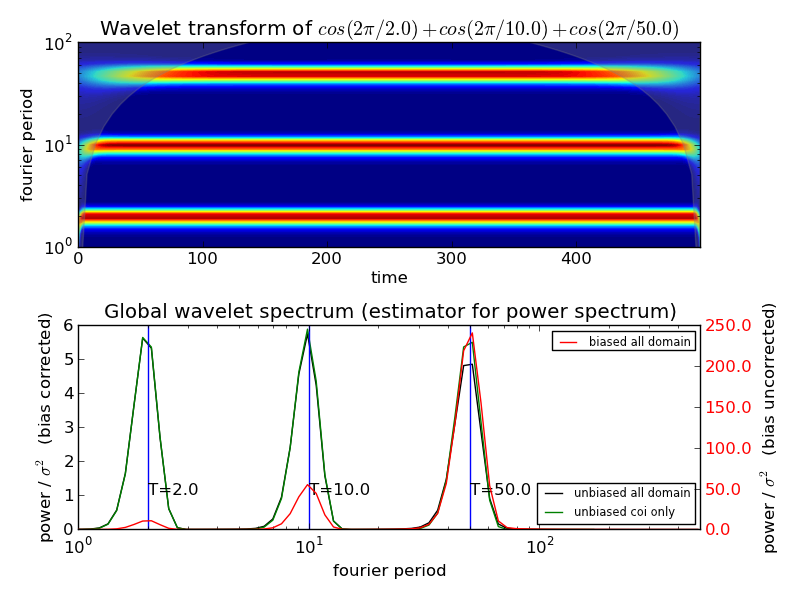 Wavelet transform of cos(2π/2.0)+cos(2π/10.0)+cos(2π/50.0)
10²
10¹
10⁰
fourier period
0 100 200 300 400
time
Global wavelet spectrum (estimator for power spectrum)
6
5
4
3
2
1
0
power / σ² (bias corrected)
250.0
200.0
150.0
100.0
50.0
0.0
power / σ² (bias uncorrected)
biased all domain
T=2.0
T=10.0
T=50.0
unbiased all domain
unbiased coi only
10⁰ 10¹ 10²
fourier period